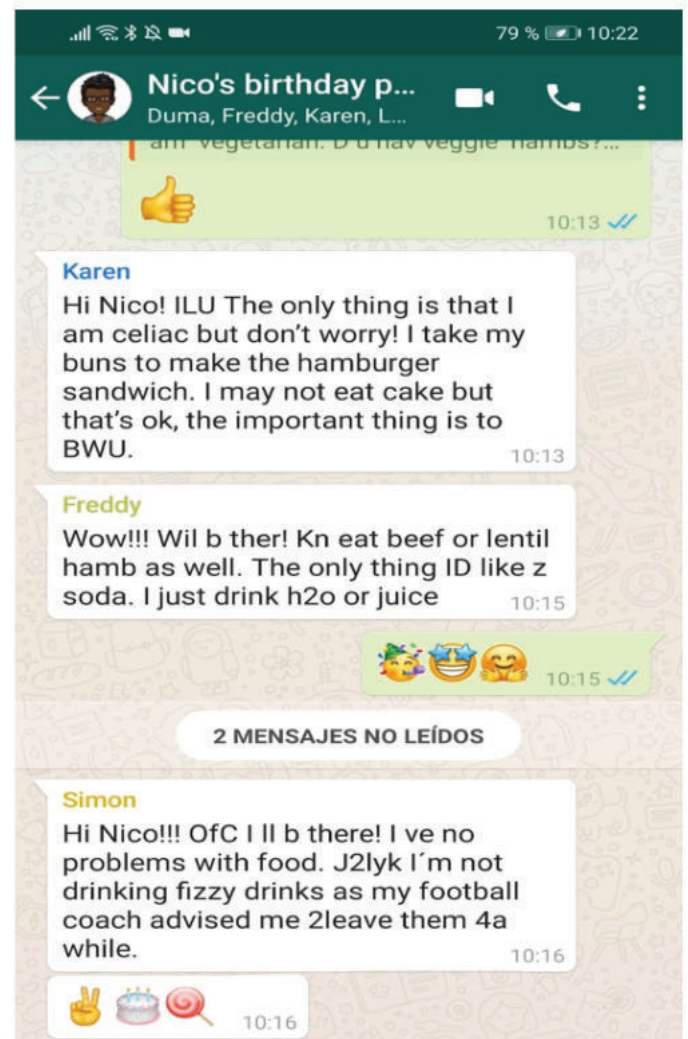 79 % 10:22
Nico's birthday p...
Duma, Freddy, Karen, L...
am vegetarian. D u hav veggie hambs?...
10:13
Karen
Hi Nico! ILU The only thing is that I
am celiac but don't worry! I take my
buns to make the hamburger
sandwich. I may not eat cake but
that's ok, the important thing is to
BWU.
10:13
Freddy
Wow!!! Wil b ther! Kn eat beef or lentil
hamb as well. The only thing ID like z
soda. I just drink h2o or juice
10:15
10:15
2 MENSAJES NO LEÍDOS
Simon
Hi Nico!!! OfC I ll b there! I ve no
problems with food. J2lyk I´m not
drinking fizzy drinks as my football
coach advised me 2leave them 4a
while.
10:16
10:16